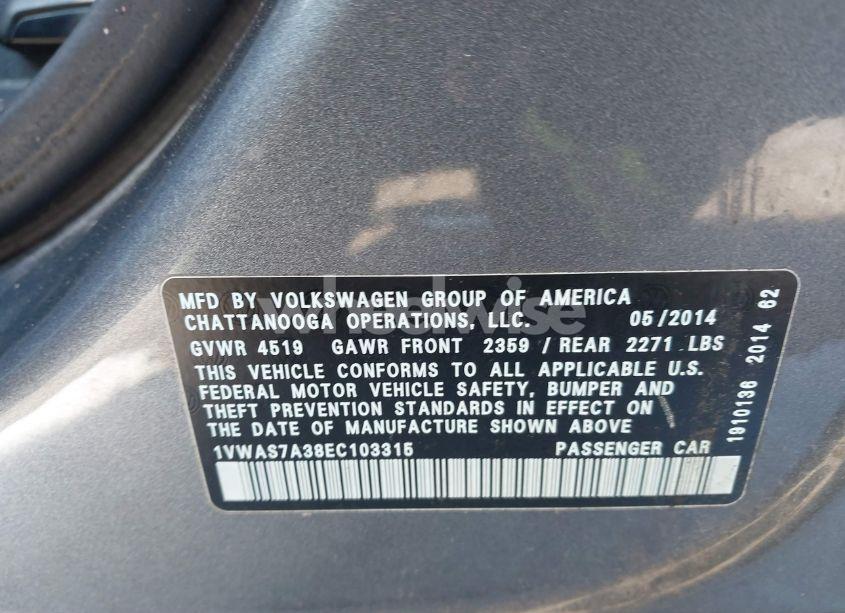 MFD BY VOLKSWAGEN GROUP OF AMERICA
CHATTANOOGA OPERATIONS, LLC. 05/2014
GVWR 4519 GAWR FRONT 2359 / REAR 2271 LBS
THIS VEHICLE CONFORMS TO ALL APPLICABLE U.S.
FEDERAL MOTOR VEHICLE SAFETY, BUMPER AND
THEFT PREVENTION STANDARDS IN EFFECT ON
THE DATE OF MANUFACTURE SHOWN ABOVE
1VWAS7A38EC103315 PASSENGER CAR
1910136 2014 62
wheelwise